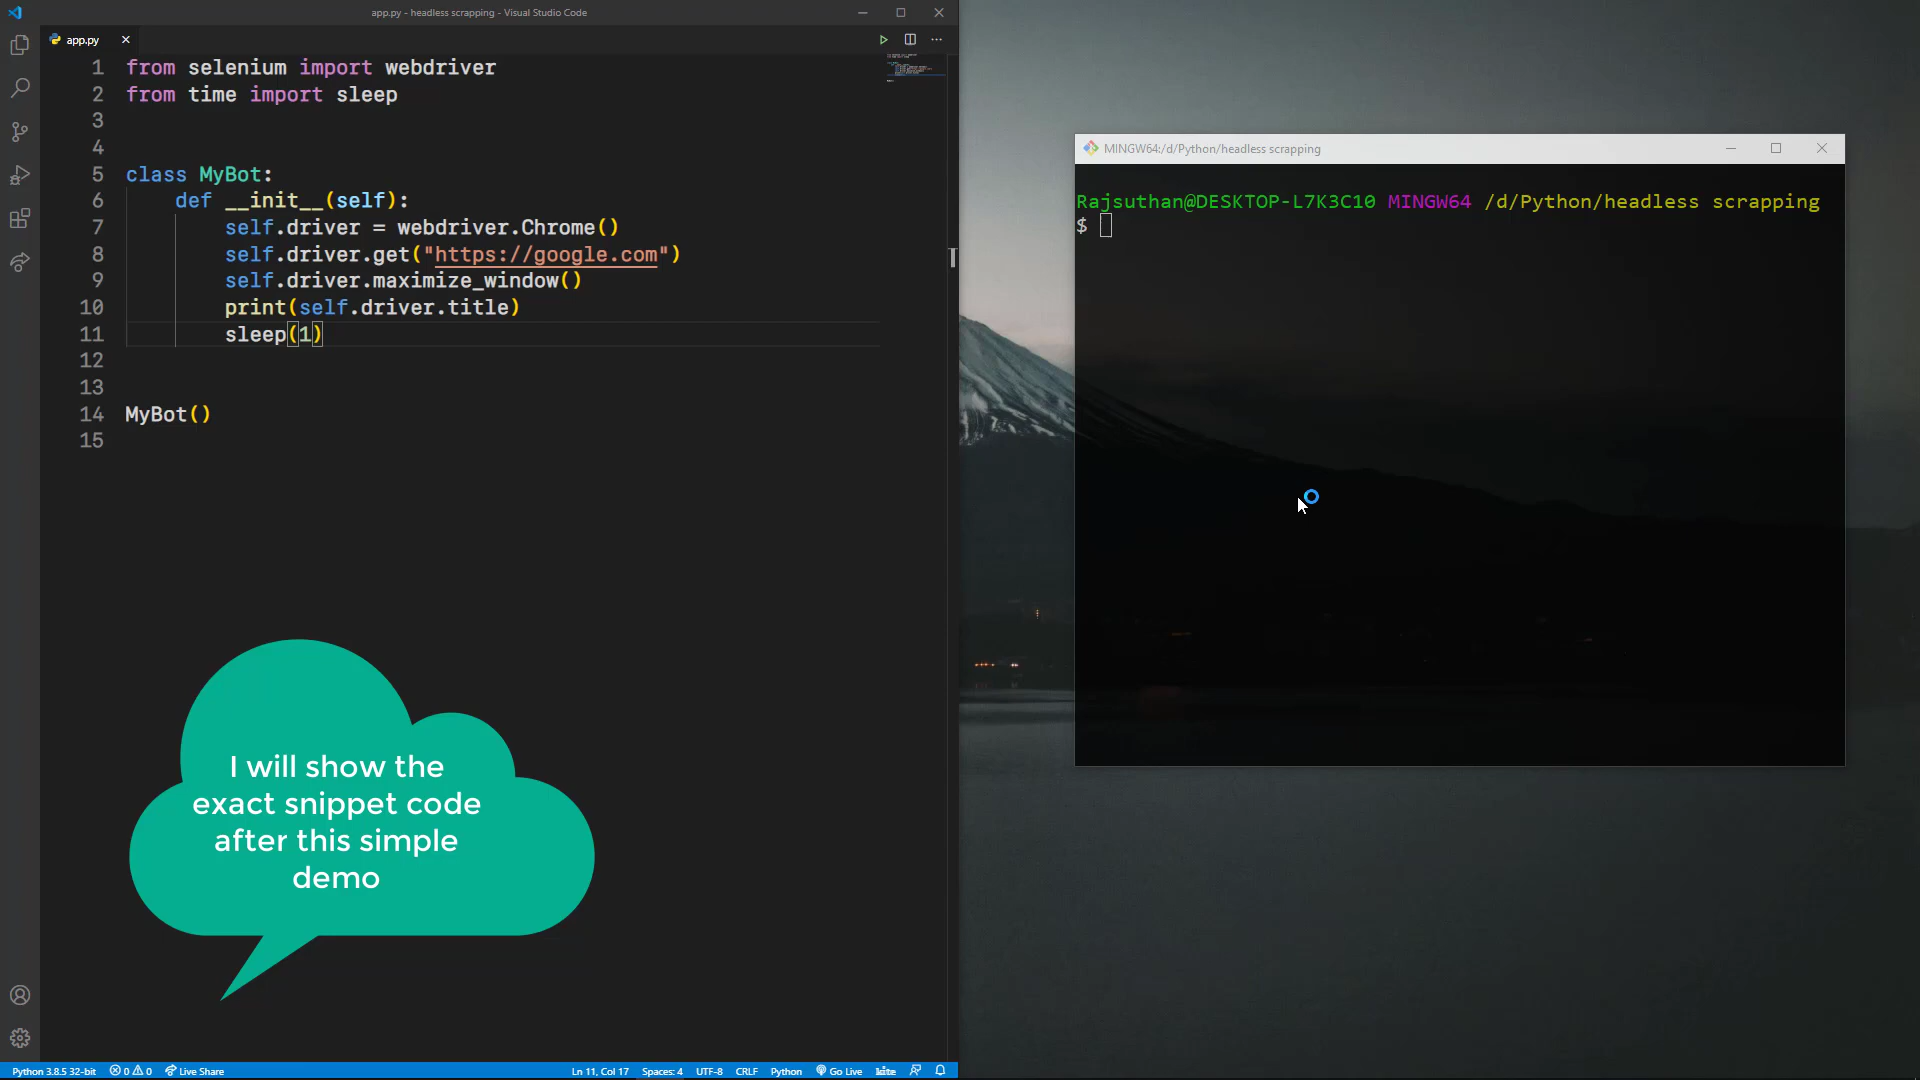 app.py - headless scrapping - Visual Studio Code
app.py
1 from selenium import webdriver
2 from time import sleep
3
4
5 class MyBot:
6 def __init__(self):
7 self.driver = webdriver.Chrome()
8 self.driver.get("https://google.com")
9 self.driver.maximize_window()
10 print(self.driver.title)
11 sleep(1)
12
13
14 MyBot()
15
I will show the
exact snippet code
after this simple
demo
Python 3.8.5 32-bit 0 0 Live Share Ln 11, Col 17 Spaces: 4 UTF-8 CRLF Python Go Live
MINGW64:/d/Python/headless scrapping
Rajsuthan@DESKTOP-L7K3C10 MINGW64 /d/Python/headless scrapping
$